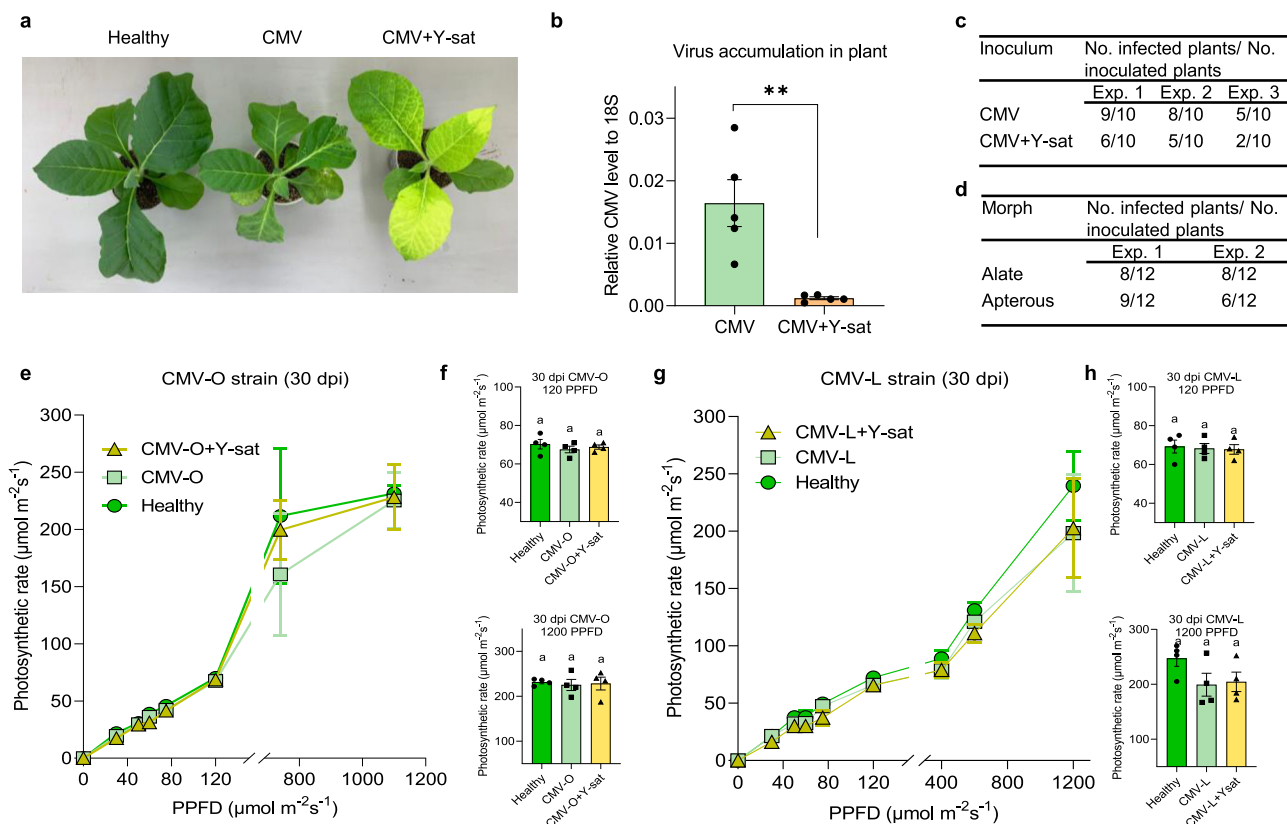 a
Healthy CMV CMV+Y-sat
b
Virus accumulation in plant
**
Relative CMV level to 18S
0.03
0.02
0.01
0.00
CMV CMV+Y-sat
c
Inoculum No. infected plants/ No. inoculated plants
Exp. 1 Exp. 2 Exp. 3
CMV 9/10 8/10 5/10
CMV+Y-sat 6/10 5/10 2/10
d
Morph No. infected plants/ No. inoculated plants
Exp. 1 Exp. 2
Alate 8/12 8/12
Apterous 9/12 6/12
e
CMV-O strain (30 dpi)
Photosynthetic rate (µmol m⁻²s⁻¹)
300
250
200
150
100
50
0
CMV-O+Y-sat
CMV-O
Healthy
0 40 80 120 800 1000 1200
PPFD (µmol m⁻²s⁻¹)
f
30 dpi CMV-O
120 PPFD
Photosynthetic rate (µmol m⁻²s⁻¹)
100
80
60
40
a a a
Healthy CMV-O CMV-O+Y-sat
30 dpi CMV-O
1200 PPFD
Photosynthetic rate (µmol m⁻²s⁻¹)
300
200
100
a a a
Healthy CMV-O CMV-O+Y-sat
g
CMV-L strain (30 dpi)
Photosynthetic rate (µmol m⁻²s⁻¹)
300
250
200
150
100
50
0
CMV-L+Y-sat
CMV-L
Healthy
0 40 80 120 400 800 1200
PPFD (µmol m⁻²s⁻¹)
h
30 dpi CMV-L
120 PPFD
Photosynthetic rate (µmol m⁻²s⁻¹)
100
80
60
40
a a a
Healthy CMV-L CMV-L+Y-sat
30 dpi CMV-L
1200 PPFD
Photosynthetic rate (µmol m⁻²s⁻¹)
300
200
100
a a a
Healthy CMV-L CMV-L+Ysat